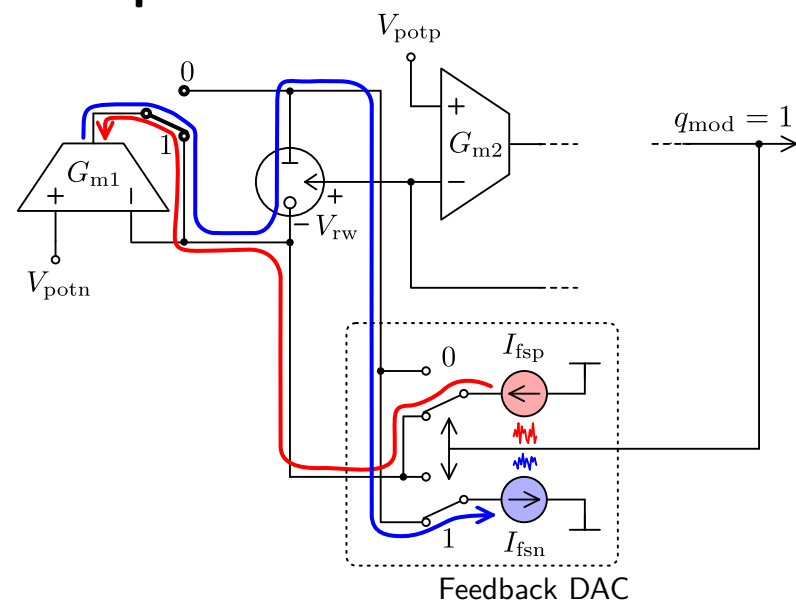 V_potp
0
q_mod = 1
+
G_m2
1
G_m1
+
−
+
−
− V_rw
V_potn
0
I_fsp
1
I_fsn
Feedback DAC